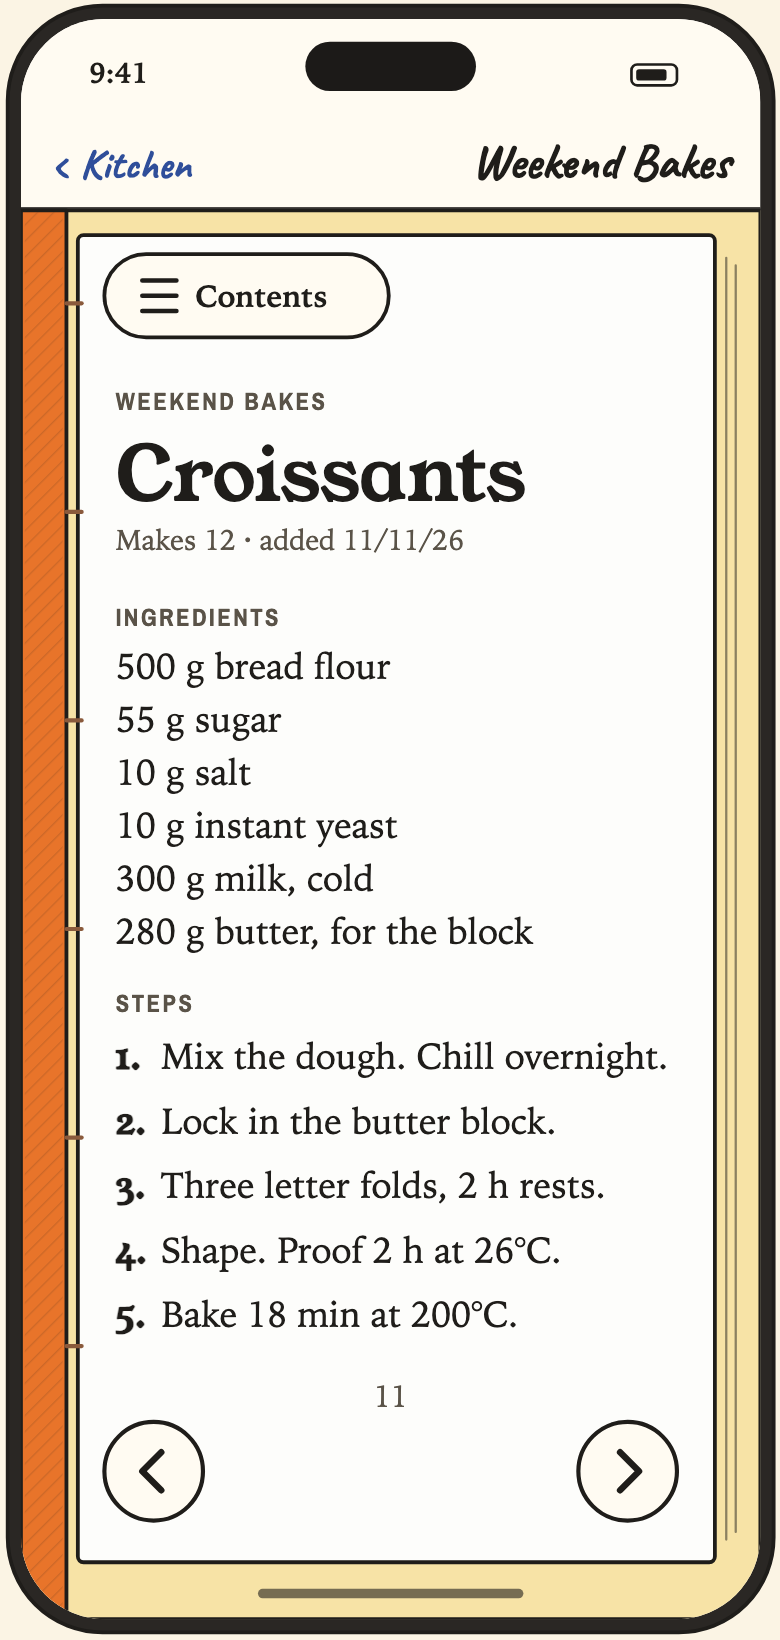 9:41
‹ Kitchen
Weekend Bakes
Contents
WEEKEND BAKES
Croissants
Makes 12 · added 11/11/26
INGREDIENTS
500 g bread flour
55 g sugar
10 g salt
10 g instant yeast
300 g milk, cold
280 g butter, for the block
STEPS
1. Mix the dough. Chill overnight.
2. Lock in the butter block.
3. Three letter folds, 2 h rests.
4. Shape. Proof 2 h at 26°C.
5. Bake 18 min at 200°C.
11